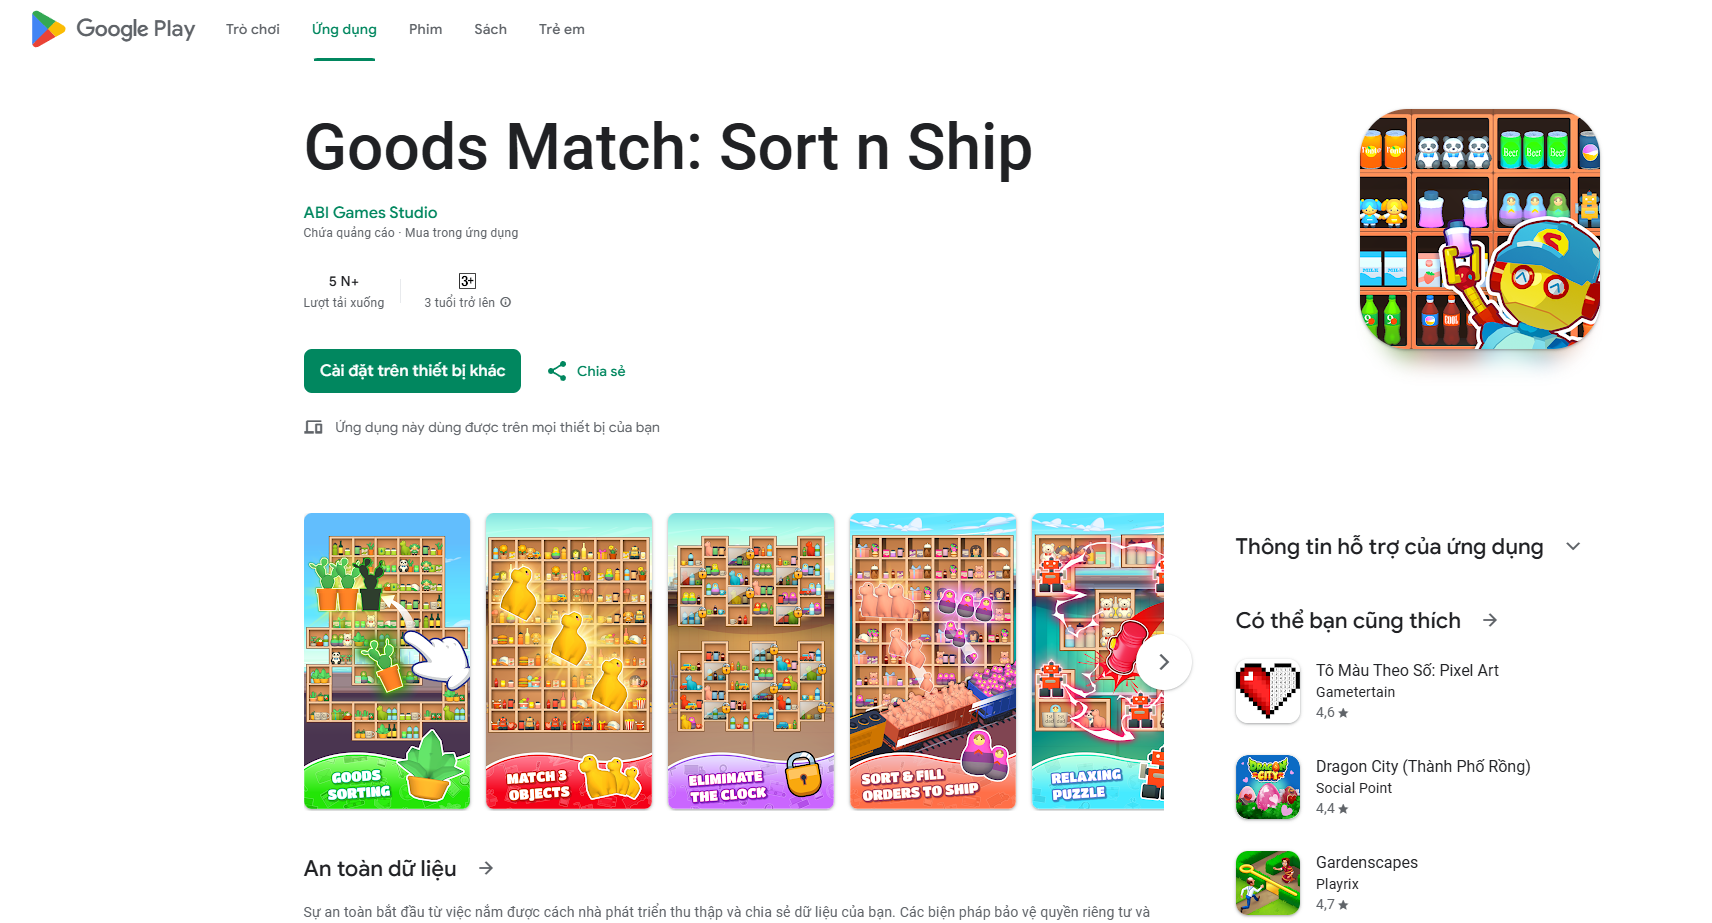 Google Play
Trò chơi
Ứng dụng
Phim
Sách
Trẻ em
Goods Match: Sort n Ship
ABI Games Studio
Chứa quảng cáo · Mua trong ứng dụng
5 N+
Lượt tải xuống
3+
3 tuổi trở lên
Cài đặt trên thiết bị khác
Chia sẻ
Ứng dụng này dùng được trên mọi thiết bị của bạn
Beer Beer Beer
S
MILK
GOODS
SORTING
MATCH 3
OBJECTS
ELIMINATE
THE CLOCK
SORT & FILL
ORDERS TO SHIP
RELAXING
PUZZLE
Thông tin hỗ trợ của ứng dụng
Có thể bạn cũng thích
Tô Màu Theo Số: Pixel Art
Gametertain
4,6
DRAGON
CITY
Dragon City (Thành Phố Rồng)
Social Point
4,4
Gardenscapes
Playrix
4,7
An toàn dữ liệu
Sự an toàn bắt đầu từ việc nắm được cách nhà phát triển thu thập và chia sẻ dữ liệu của bạn. Các biện pháp bảo vệ quyền riêng tư và